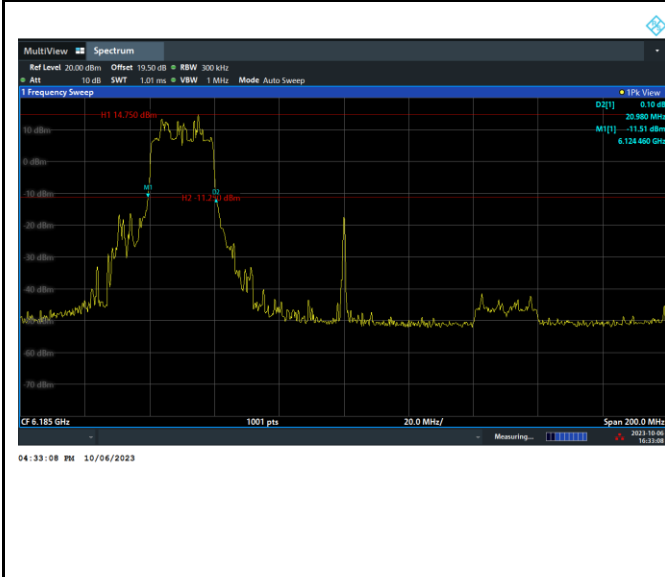 MultiView Spectrum
Ref Level 20.00 dBm Offset 19.50 dB RBW 300 kHz
Att 10 dB SWT 1.01 ms VBW 1 MHz Mode Auto Sweep
1 Frequency Sweep 1Pk View
D2[1] 0.10 dB
20.980 MHz
M1[1] -11.51 dBm
6.124 460 GHz
H1 14.750 dBm
10 dBm
0 dBm
M1
D2
-10 dBm
-20 dBm
-30 dBm
-40 dBm
-60 dBm
-70 dBm
CF 6.185 GHz 1001 pts 20.0 MHz/ Span 200.0 MHz
Measuring... 2023-10-06
16:33:08
04:33:08 PM 10/06/2023